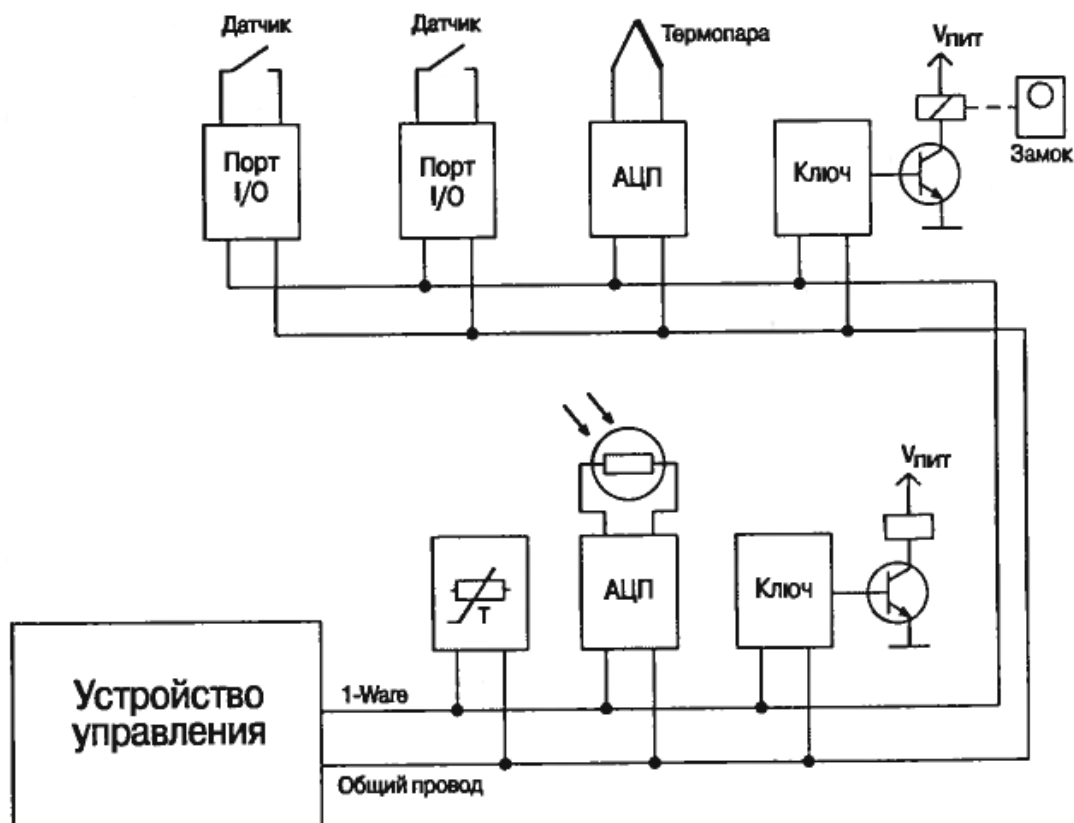 Датчик
Датчик
Термопара
Vпит
Порт
I/O
Порт
I/O
АЦП
Ключ
Замок
Vпит
T
АЦП
Ключ
Устройство
управления
1-Ware
Общий провод